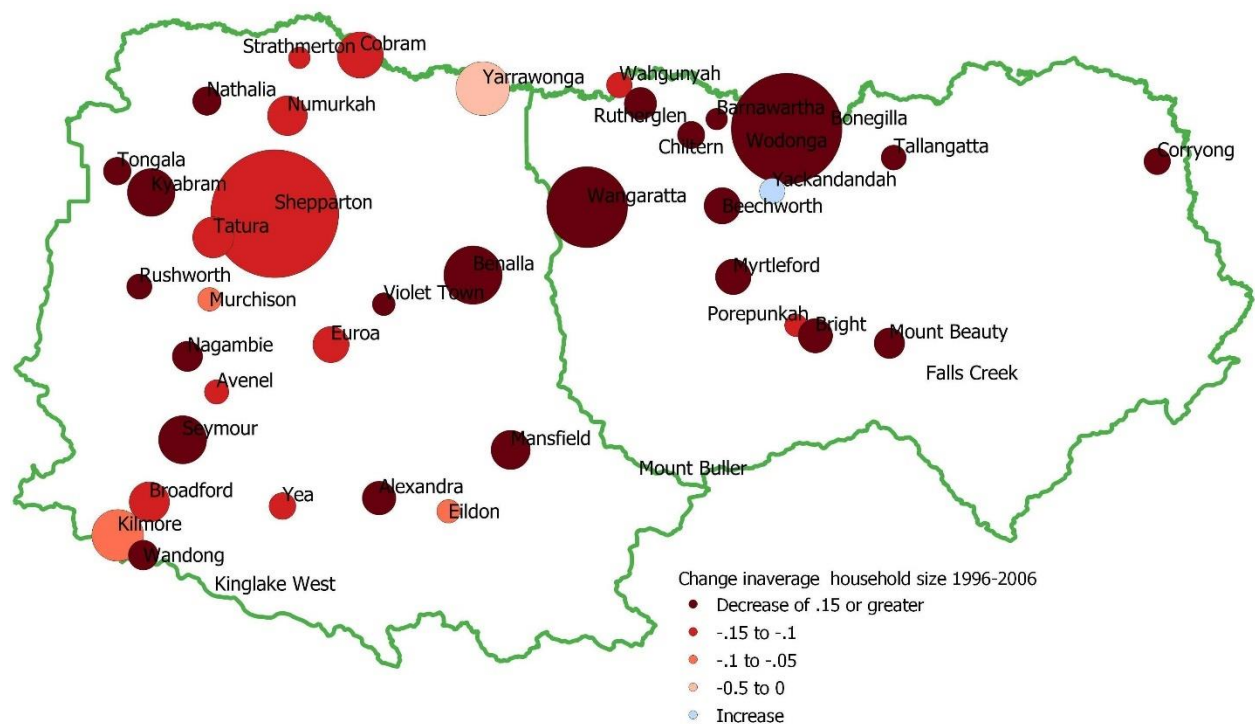 Strathmerton
Cobram
Yarrawonga
Wahgunyah
Nathalia
Numurkah
Rutherglen
Barnawartha
Bonegilla
Chiltern
Wodonga
Tallangatta
Corryong
Tongala
Kyabram
Shepparton
Wangaratta
Yackandandah
Beechworth
Tatura
Benalla
Myrtleford
Rushworth
Murchison
Violet Town
Porepunkah
Bright
Mount Beauty
Nagambie
Euroa
Falls Creek
Avenel
Seymour
Mansfield
Mount Buller
Broadford
Yea
Alexandra
Eildon
Kilmore
Wandong
Kinglake West
Change inaverage household size 1996-2006
Decrease of .15 or greater
-.15 to -.1
-.1 to -.05
-0.5 to 0
Increase